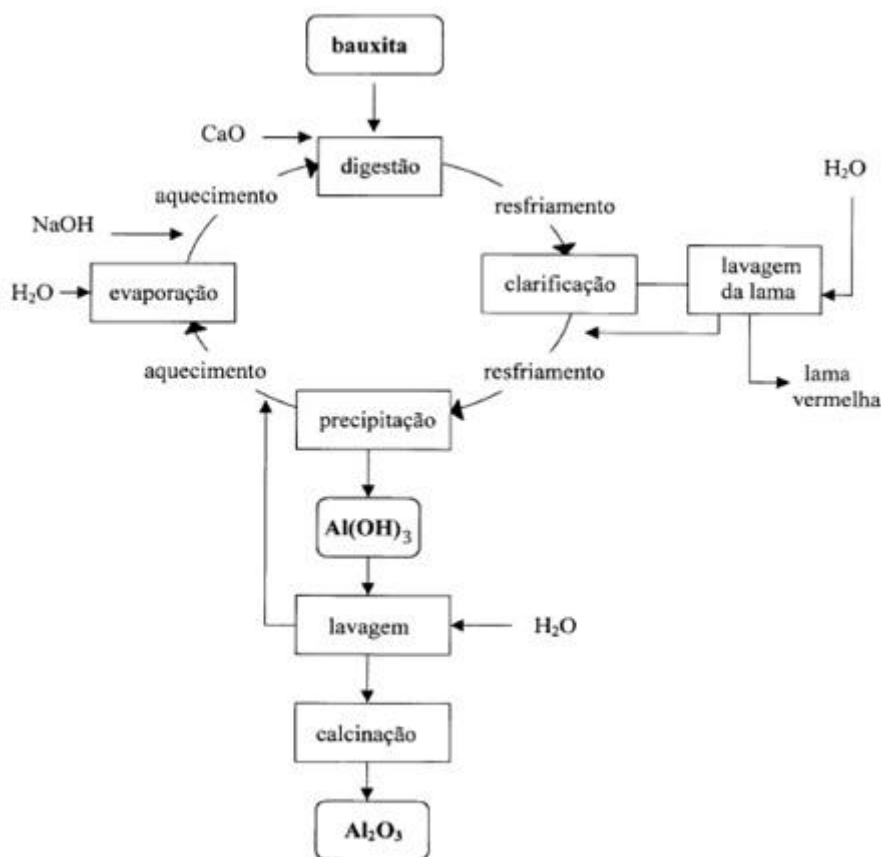 bauxita
CaO
digestão
H₂O
aquecimento
resfriamento
NaOH
lavagem
da lama
clarificação
H₂O
evaporação
aquecimento
resfriamento
lama
vermelha
precipitação
Al(OH)₃
lavagem
H₂O
calcinação
Al₂O₃